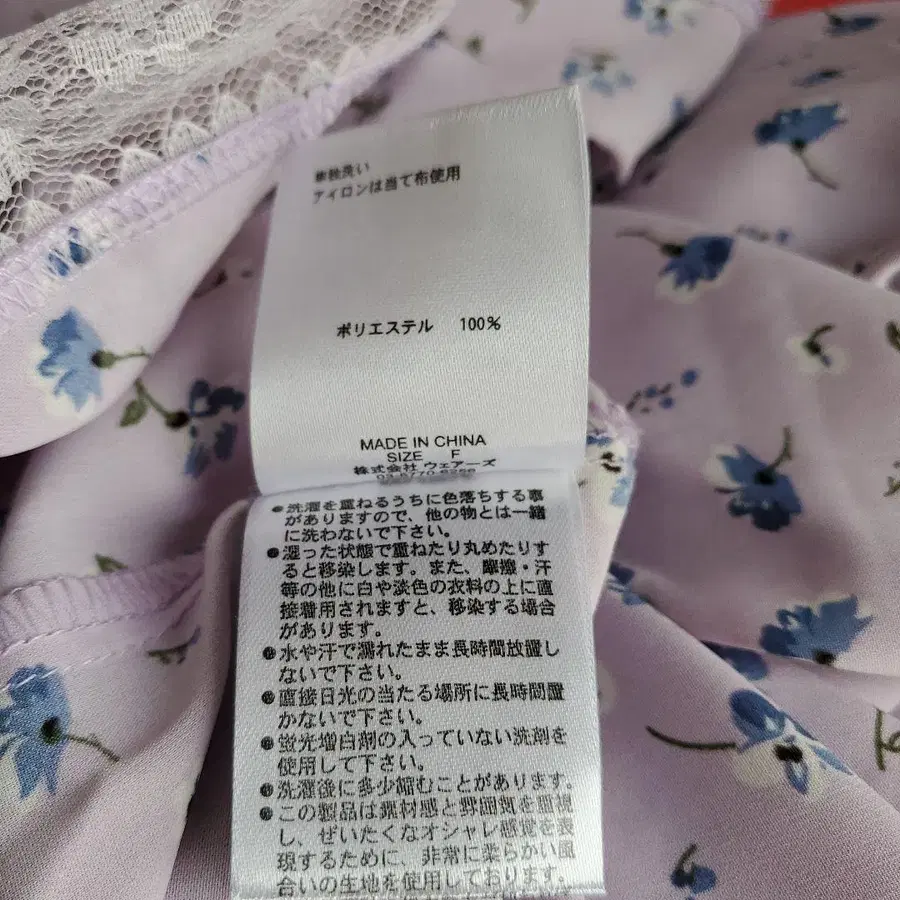 単独洗い
アイロンは当て布使用
ポリエステル 100%
MADE IN CHINA
SIZE F
株式会社 ウェアーズ
●洗濯を重ねるうちに色落ちする事
がありますので、他の物とは一緒
に洗わないで下さい。
●湿った状態で重ねたり丸めたりす
ると移染します。また、摩擦・汗
等の他に白や淡色の衣料の上に直
接着用されますと、移染する場合
があります。
●水や汗で濡れたまま長時間放置し
ないで下さい。
●直接日光の当たる場所に長時間置
かないで下さい。
●蛍光増白剤の入っていない洗剤を
使用して下さい。
●洗濯後に多少縮むことがあります。
●この製品は素材感と雰囲気を重視
し、ぜいたくなオシャレ感覚を表
現するために、非常に柔らかい風
合いの生地を使用しております。